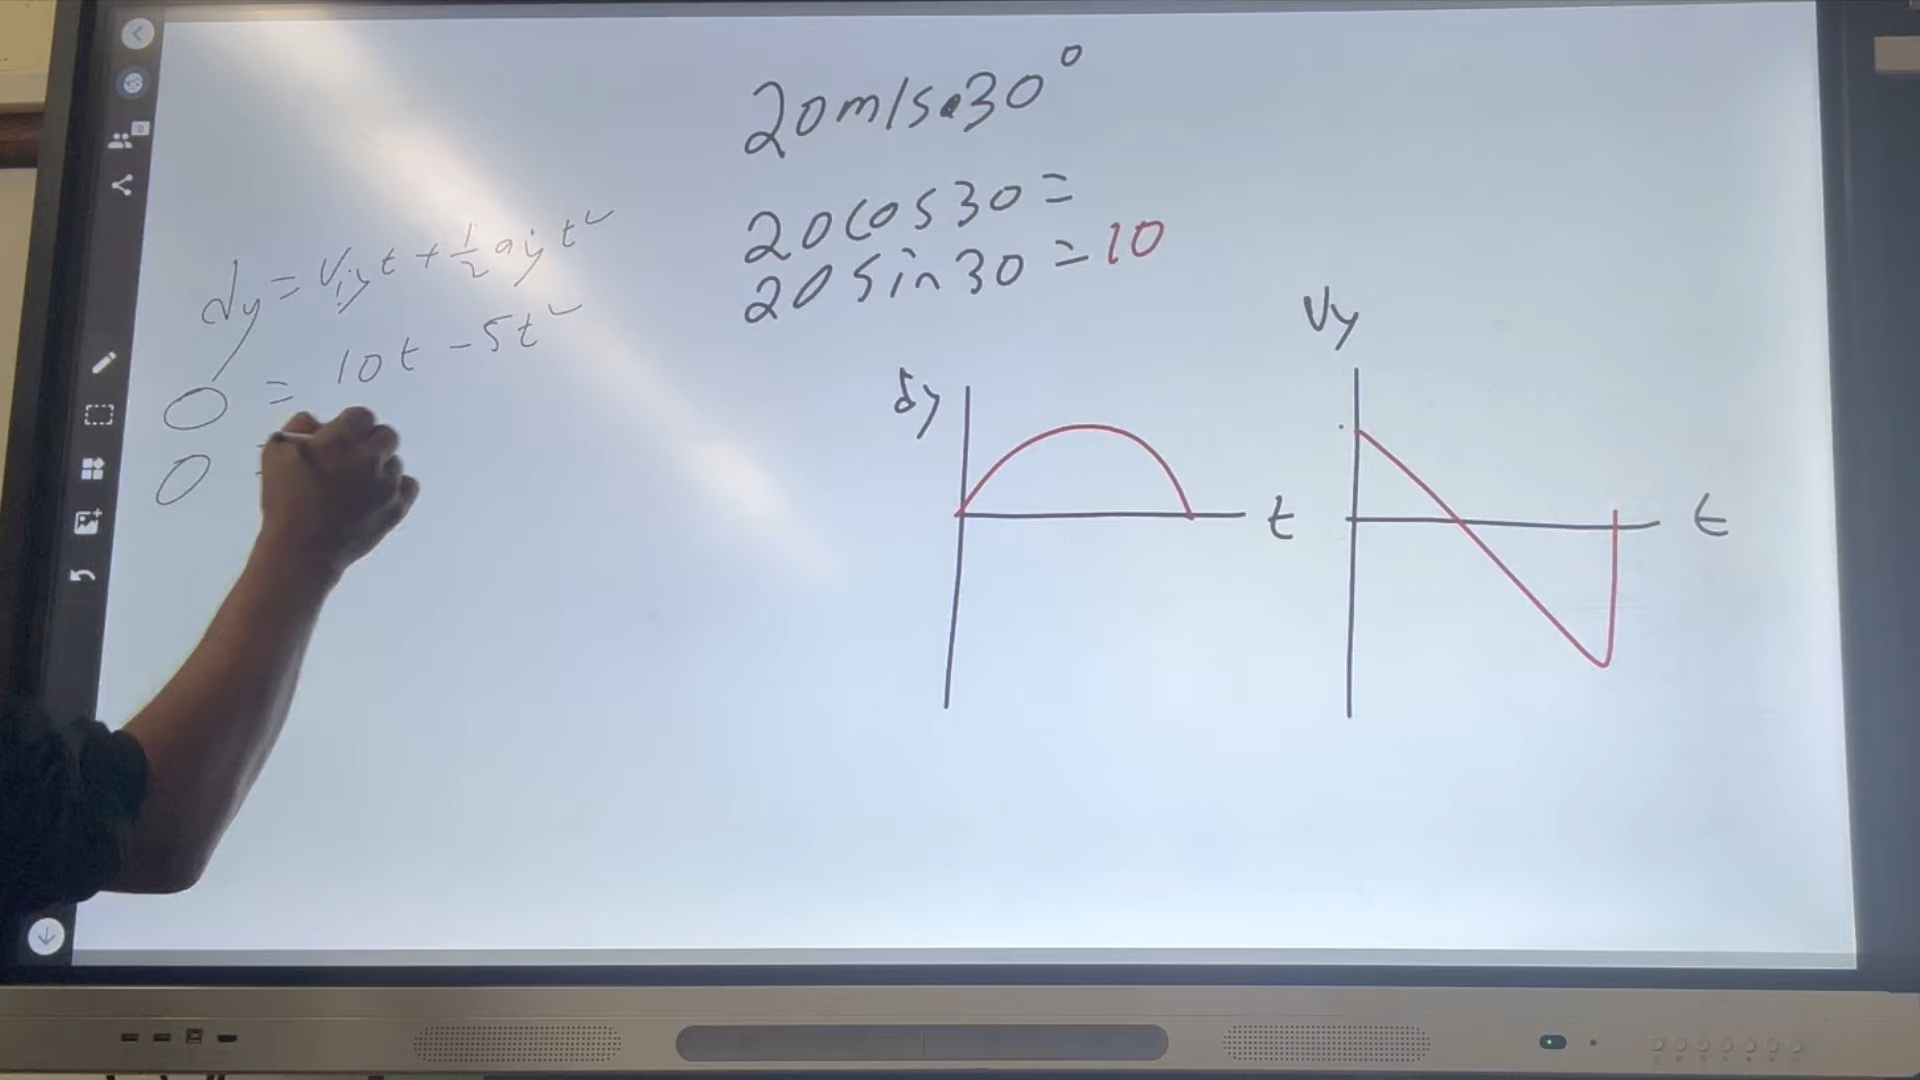 20m/s.30°
20cos30=
20sin30=10
dy=Viyt+½ayt²
0=10t-5t²
0
dy
t
Vy
t